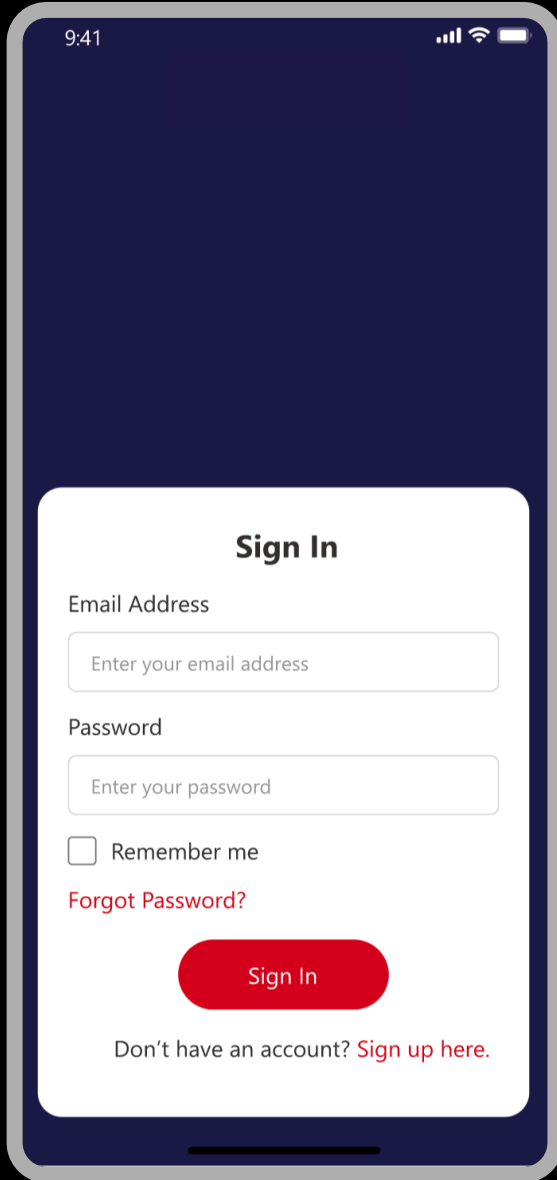 9:41
Sign In
Email Address
Enter your email address
Password
Enter your password
Remember me
Forgot Password?
Sign In
Don’t have an account? Sign up here.